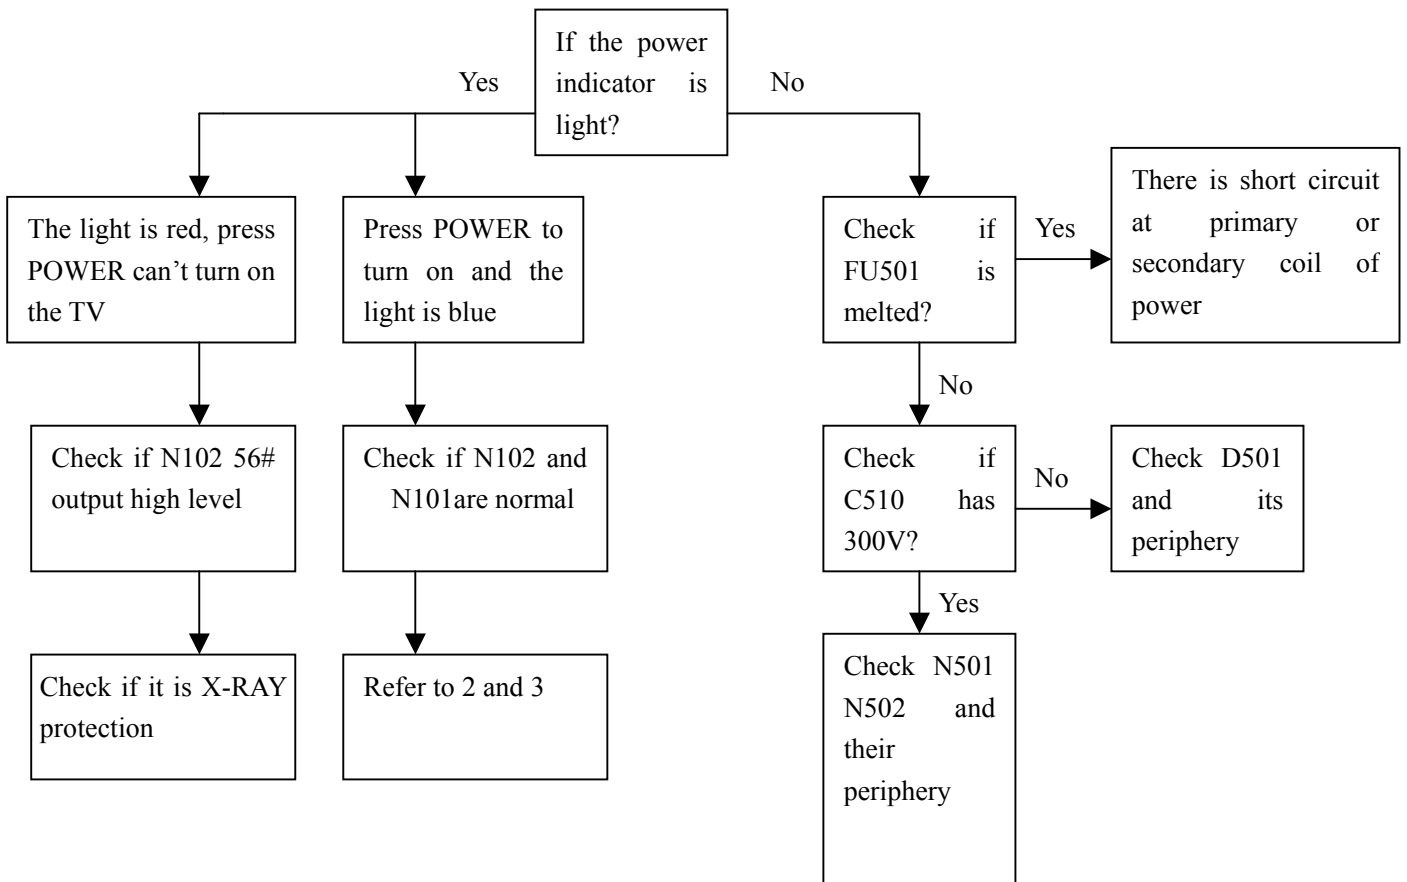 If the power
indicator is
light?
Yes
No
The light is red, press
POWER can’t turn on
the TV
Press POWER to
turn on and the
light is blue
Check if
FU501 is
melted?
Yes
There is short circuit
at primary or
secondary coil of
power
No
Check if N102 56#
output high level
Check if N102 and
N101are normal
Check if
C510 has
300V?
No
Check D501
and its
periphery
Yes
Check if it is X-RAY
protection
Refer to 2 and 3
Check N501
N502 and
their
periphery